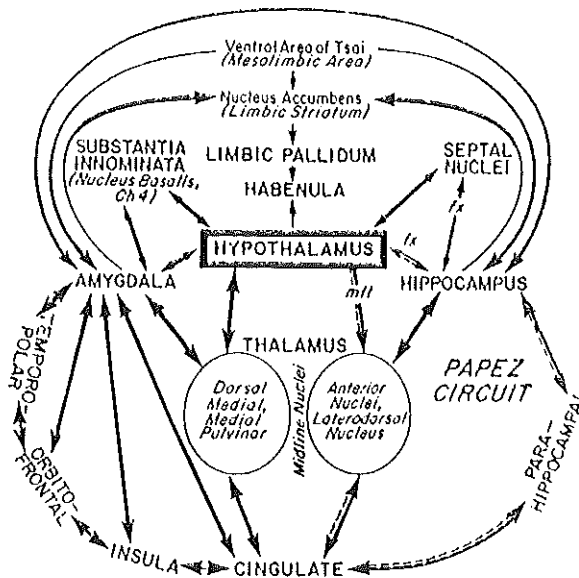 Ventral Area of Tsai
(Mesolimbic Area)
Nucleus Accumbens
(Limbic Striatum)
SUBSTANTIA
INNOMINATA
(Nucleus Basalis,
Ch4)
LIMBIC PALLIDUM
HABENULA
SEPTAL
NUCLEI
fx
HYPOTHALAMUS
fx
AMYGDALA
mtt
HIPPOCAMPUS
THALAMUS
TEMPORO-
POLAR
Dorsal
Medial,
Medial
Pulvinar
Midline Nuclei
Anterior
Nuclei,
Laterodorsal
Nucleus
PAPEZ
CIRCUIT
PARA-
HIPPOCAMPAL
ORBITO-
FRONTAL
INSULA
CINGULATE